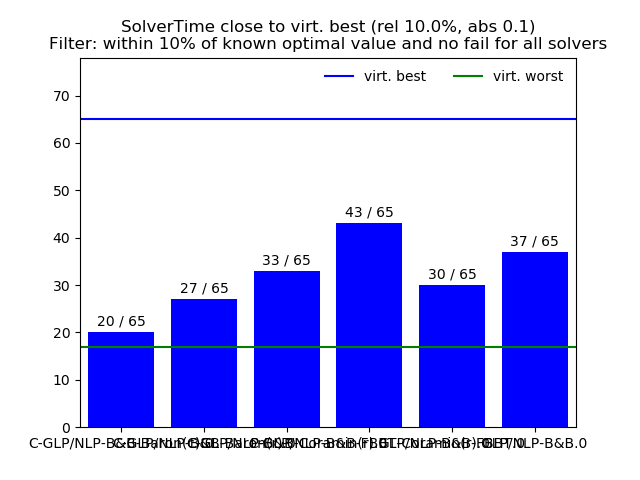 SolverTime close to virt. best (rel 10.0%, abs 0.1)
Filter: within 10% of known optimal value and no fail for all solvers
virt. best virt. worst
70
60
50
40
30
20
10
0
20 / 65
27 / 65
33 / 65
43 / 65
30 / 65
37 / 65
C-GLP/NLP-B&B